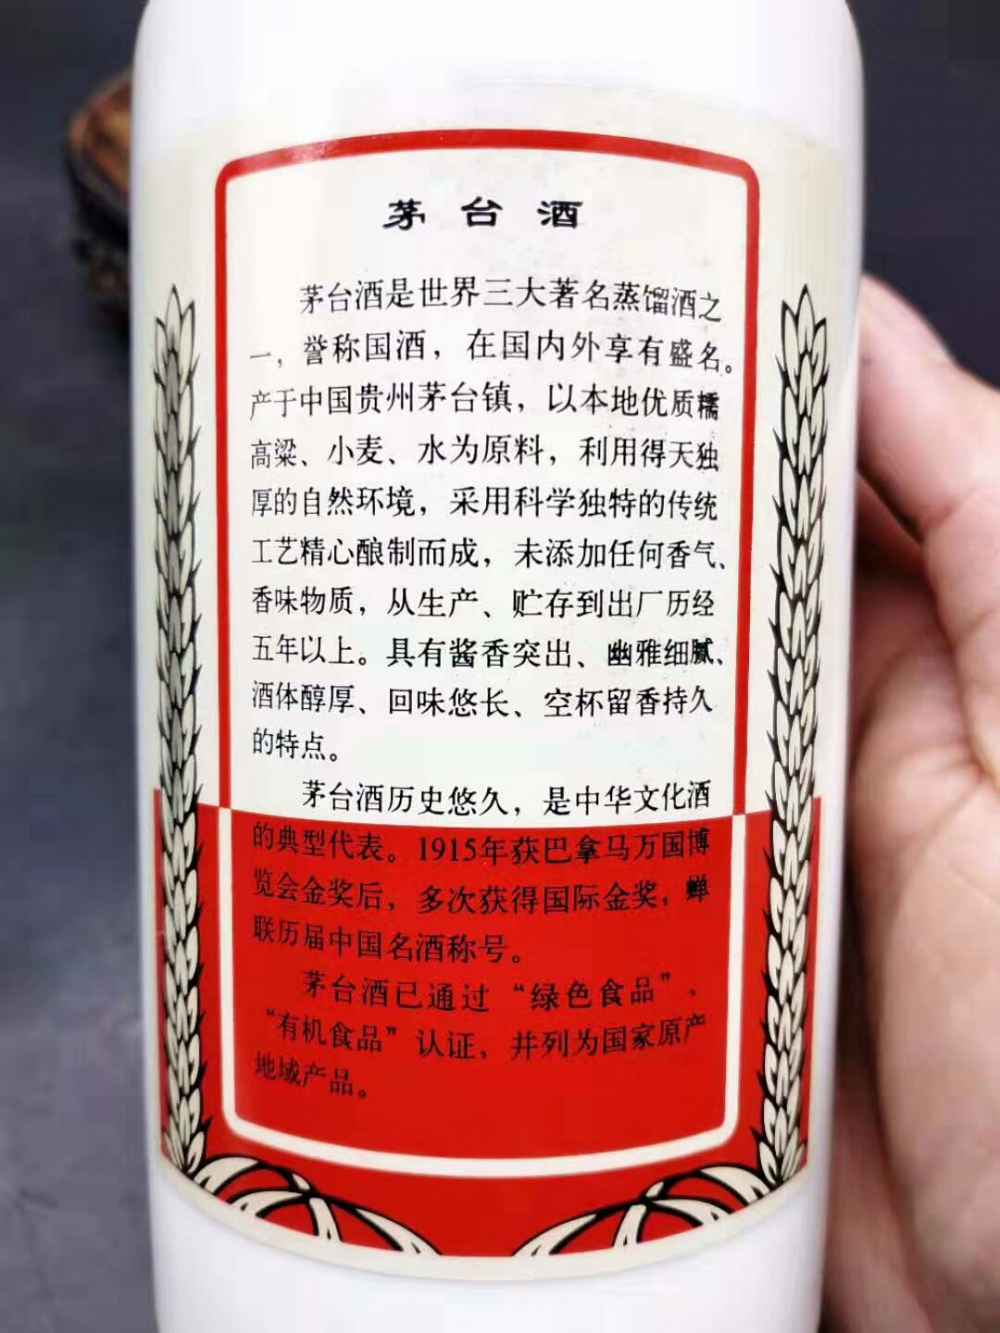 茅台酒
茅台酒是世界三大著名蒸馏酒之
一，誉称国酒，在国内外享有盛名。
产于中国贵州茅台镇，以本地优质糯
高粱、小麦、水为原料，利用得天独
厚的自然环境，采用科学独特的传统
工艺精心酿制而成，未添加任何香气、
香味物质，从生产、贮存到出厂历经
五年以上。具有酱香突出、幽雅细腻、
酒体醇厚、回味悠长、空杯留香持久
的特点。
茅台酒历史悠久，是中华文化酒
的典型代表。1915年获巴拿马万国博
览会金奖后，多次获得国际金奖，蝉
联历届中国名酒称号。
茅台酒已通过“绿色食品”、
“有机食品”认证，并列为国家原产
地域产品。